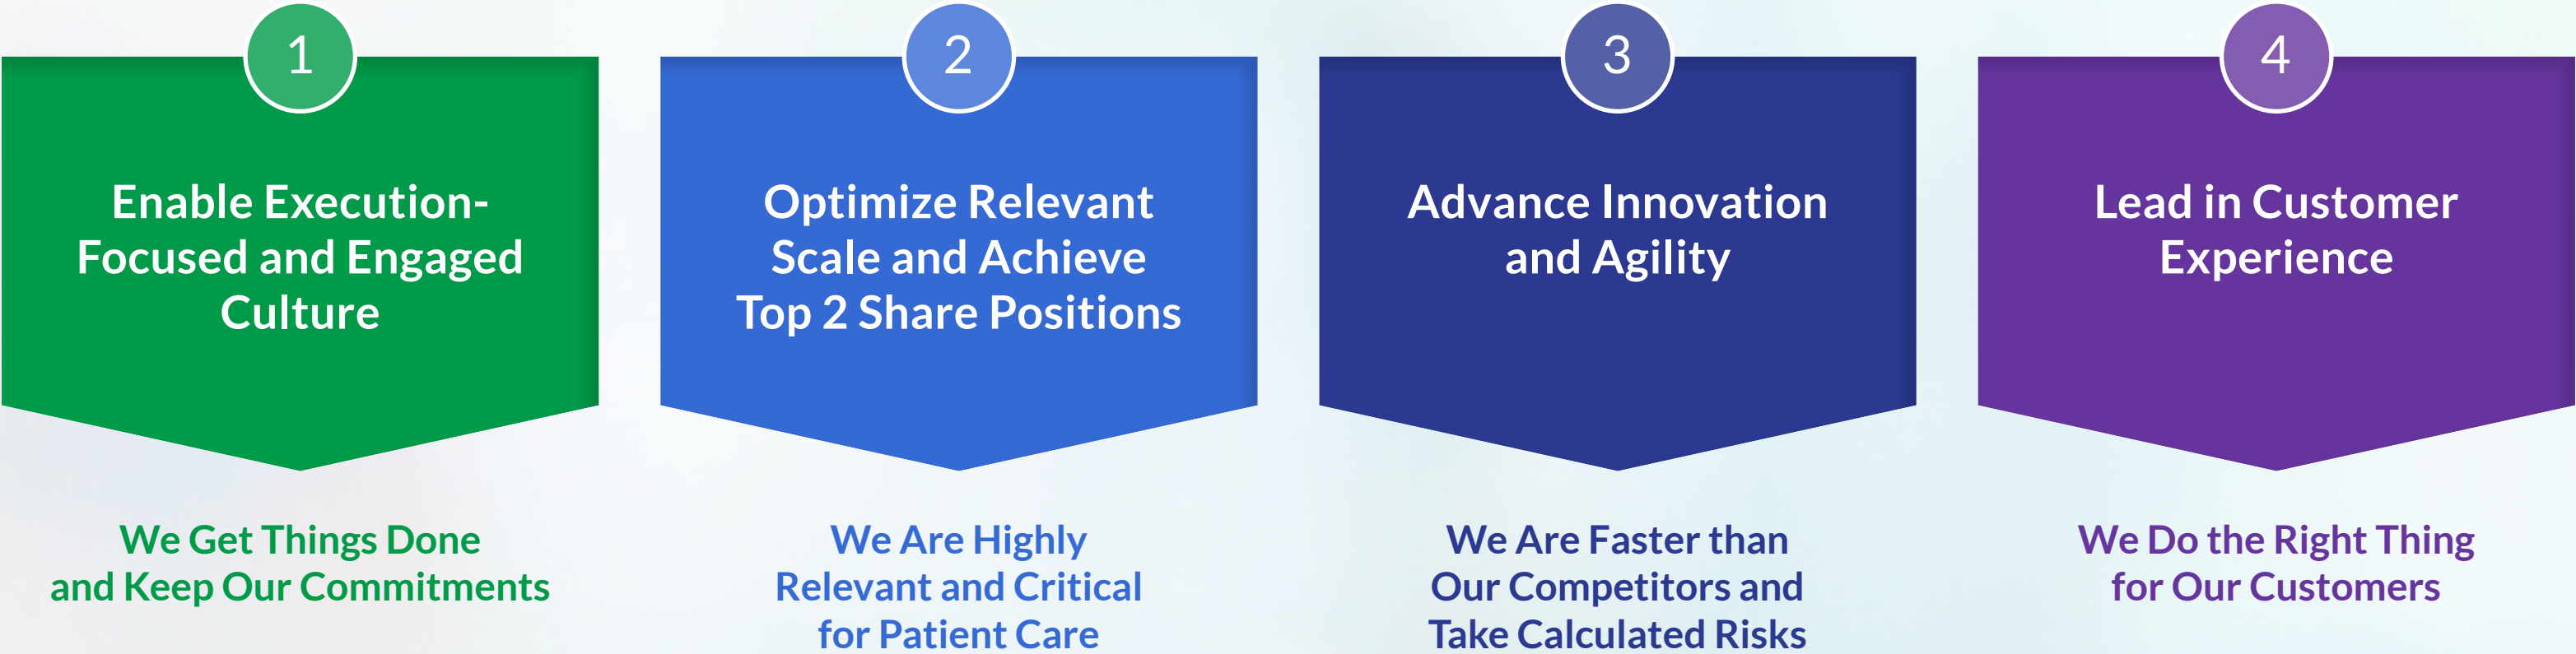 1
Enable Execution-
Focused and Engaged
Culture
We Get Things Done
and Keep Our Commitments
2
Optimize Relevant
Scale and Achieve
Top 2 Share Positions
We Are Highly
Relevant and Critical
for Patient Care
3
Advance Innovation
and Agility
We Are Faster than
Our Competitors and
Take Calculated Risks
4
Lead in Customer
Experience
We Do the Right Thing
for Our Customers